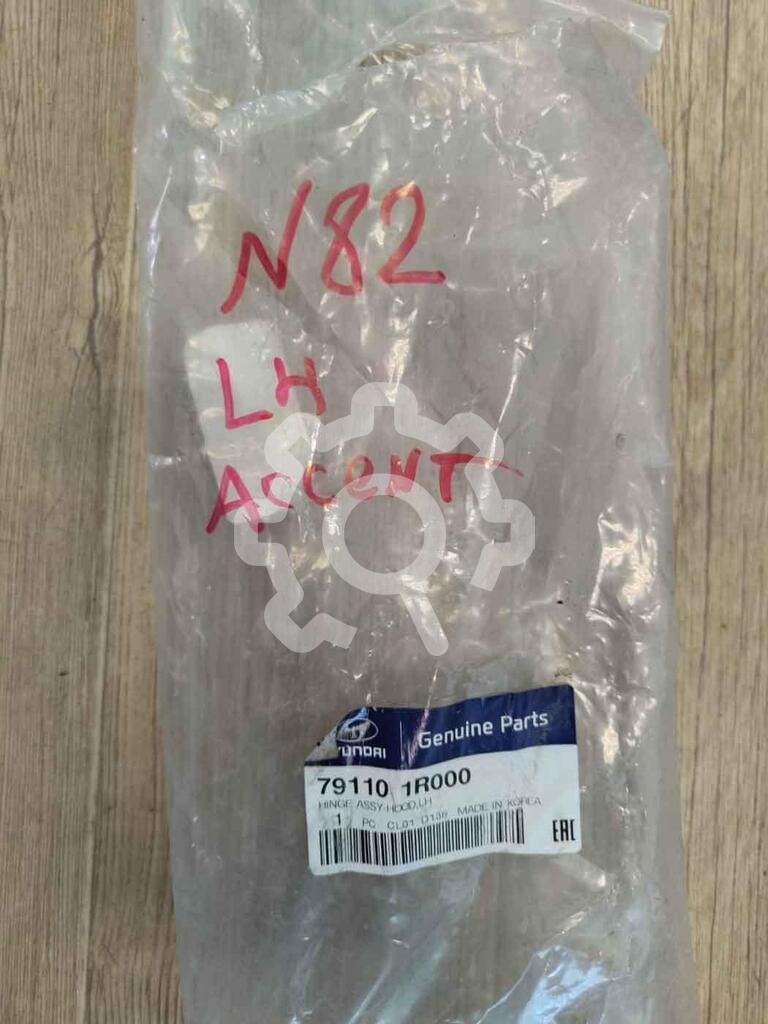 N82
LH
Accent
HYUNDAI
Genuine Parts
79110 1R000
HINGE ASSY-HOOD,LH
1 PC CL01 D136 MADE IN KOREA
EAC